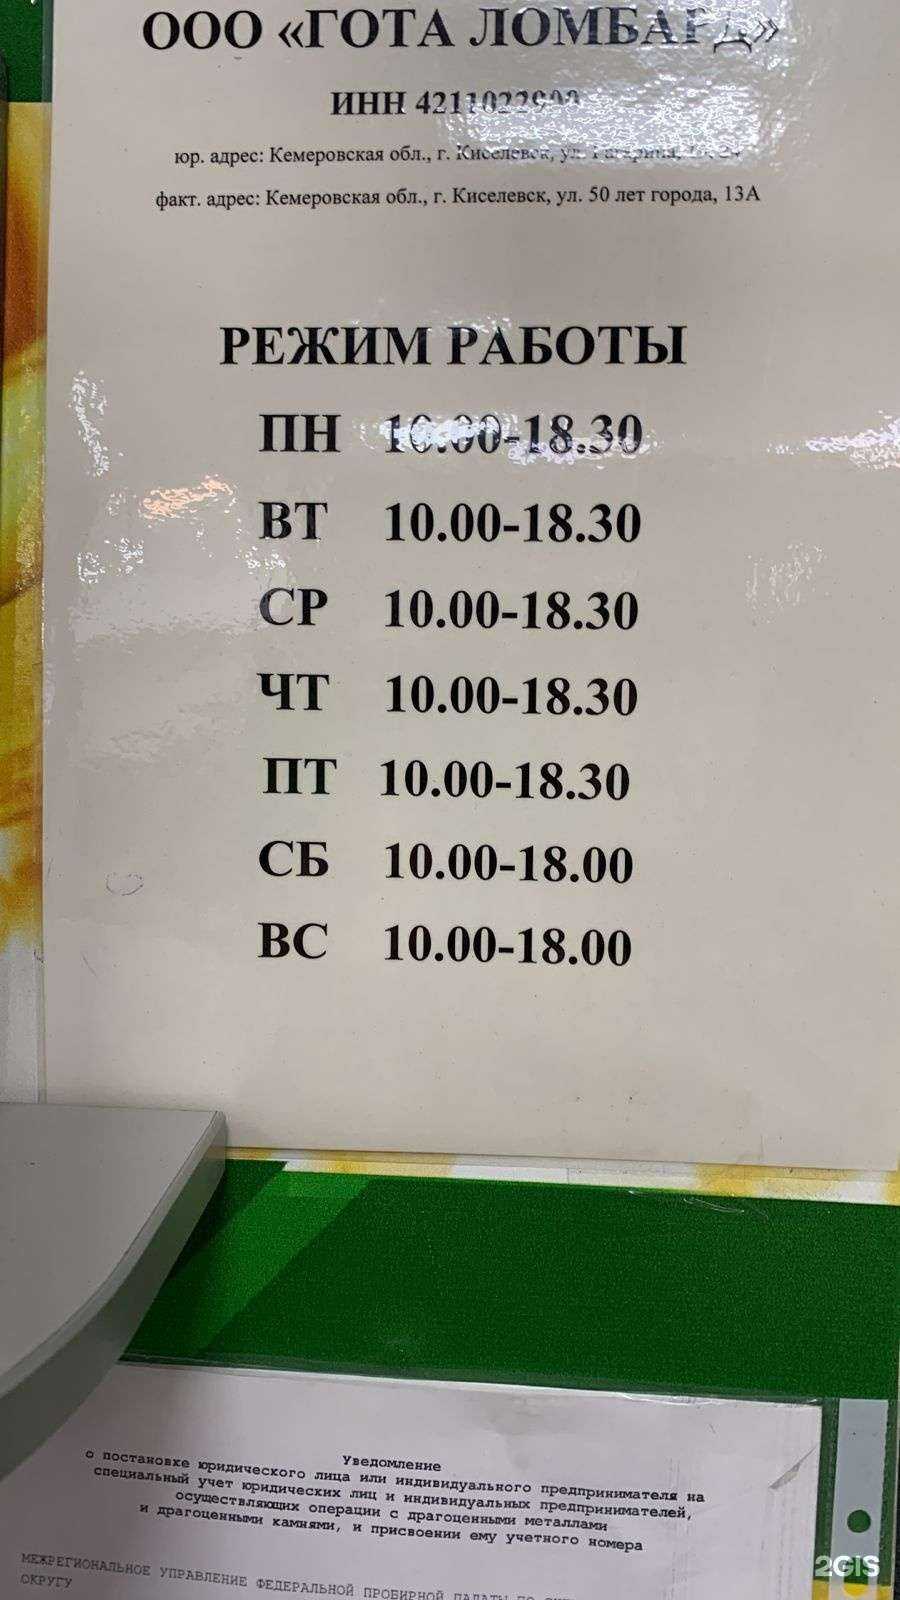 ООО «ГОТА ЛОМБАРД»
ИНН
юр. адрес: Кемеровская обл., г. Киселевск, ул.
факт. адрес: Кемеровская обл., г. Киселевск, ул. 50 лет города, 13А
РЕЖИМ РАБОТЫ
ПН 10.00-18.30
ВТ 10.00-18.30
СР 10.00-18.30
ЧТ 10.00-18.30
ПТ 10.00-18.30
СБ 10.00-18.00
ВС 10.00-18.00
Уведомление
о постановке юридического лица или индивидуального предпринимателя на
специальный учет юридических лиц и индивидуальных предпринимателей,
осуществляющих операции с драгоценными металлами
и драгоценными камнями, и присвоении ему учетного номера
МЕЖРЕГИОНАЛЬНОЕ УПРАВЛЕНИЕ ФЕДЕРАЛЬНОЙ ПРОБИРНОЙ ПАЛАТЫ ПО
ОКРУГУ
2GIS